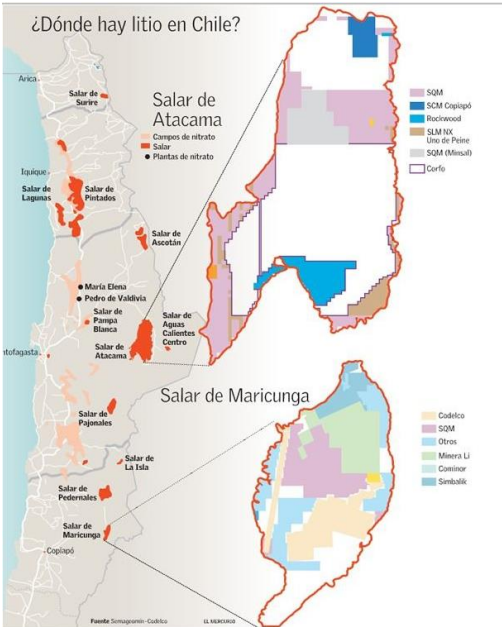 ¿Dónde hay litio en Chile?
Arica
Salar de
Surire
Salar de
Atacama
Campos de nitrato
Salar
Plantas de nitrato
Iquique
Salar de
Lagunas
Salar de
Pintados
Salar de
Ascotán
María Elena
Pedro de Valdivia
Salar de
Pampa
Blanca
Salar de
Aguas
Calientes
Centro
ntofagasta
Salar de
Atacama
Salar de
Pajonales
Salar de
La Isla
Salar de
Pedernales
Salar de
Maricunga
Copiapó
SQM
SCM Copiapó
Rockwood
SLM NX
Uno de Peine
SQM (Minsal)
Corfo
Salar de Maricunga
Codelco
SQM
Otros
Minera Li
Cominor
Simbalik
Fuente Sernageomin-Codelco
EL MERCURIO